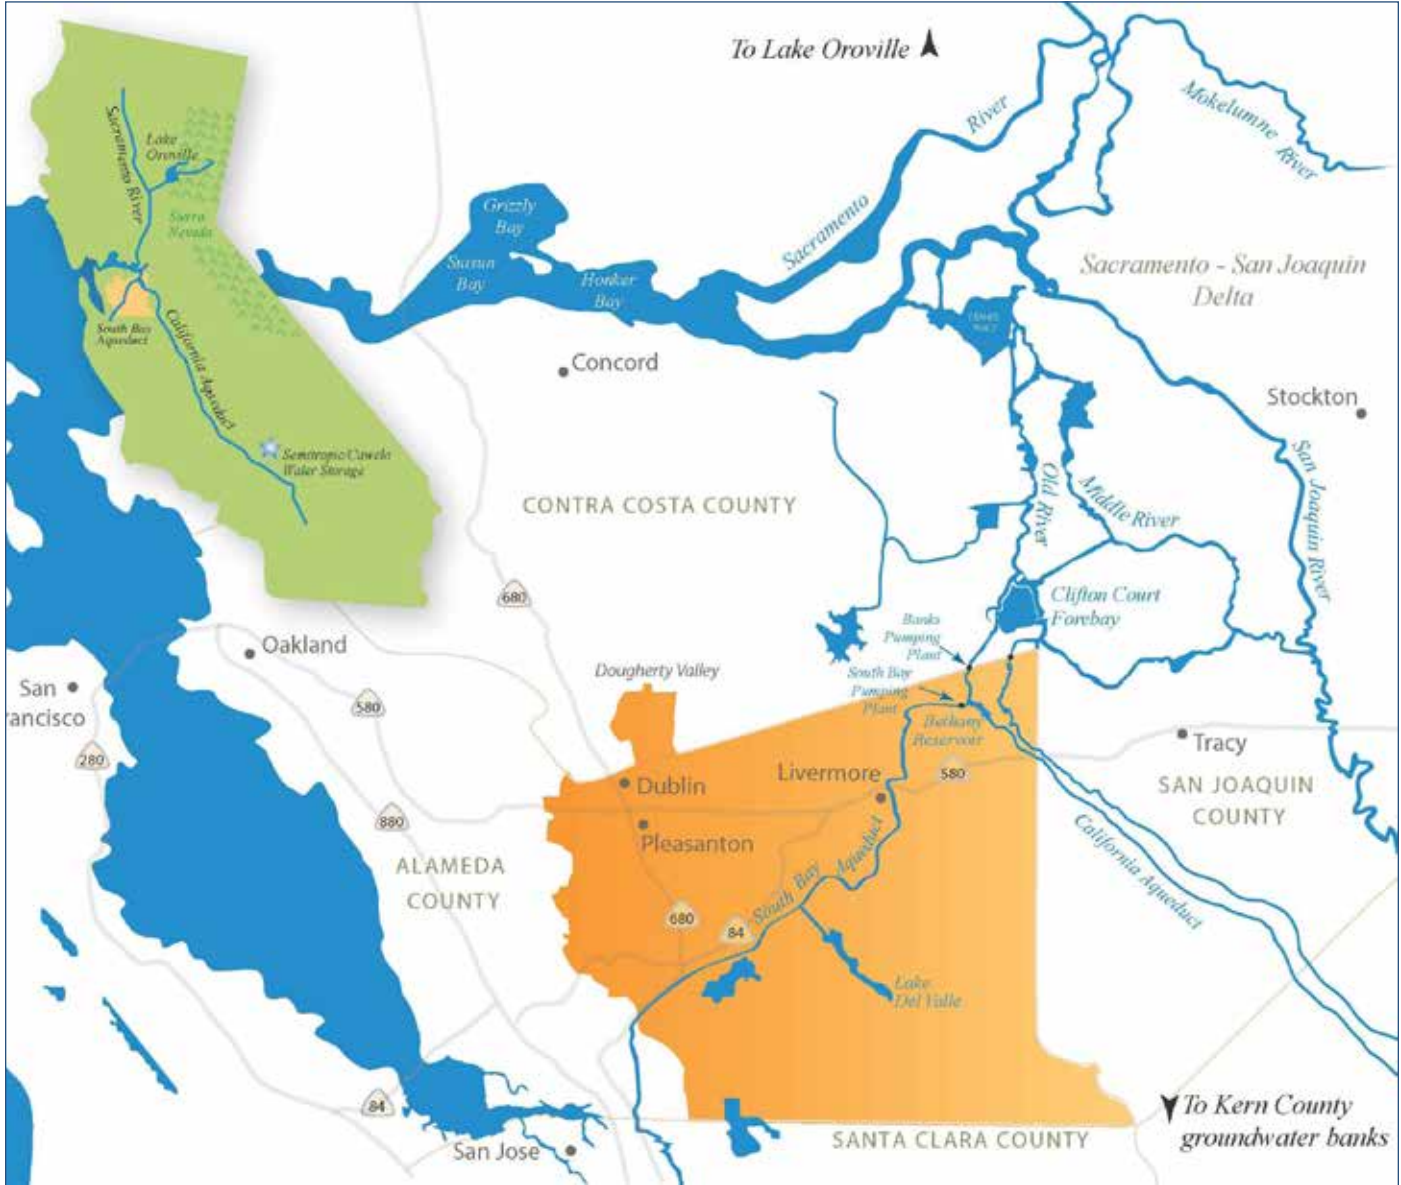 To Lake Oroville
Sacramento River
Lake
Oroville
Sierra
Nevada
South Bay
Aqueduct
California Aqueduct
Semitropic/Cawelo
Water Storage
Grizzly
Bay
Suisun
Bay
Honker
Bay
Sacramento
River
Mokelumne River
Sacramento - San Joaquin
Delta
Concord
Stockton
CONTRA COSTA COUNTY
Old River
Middle River
San Joaquin River
680
Clifton Court
Forebay
Banks
Pumping
Plant
South Bay
Pumping
Plant
Bethany
Reservoir
Oakland
San
rancisco
580
280
Dougherty Valley
Dublin
Livermore
580
Tracy
SAN JOAQUIN
COUNTY
880
Pleasanton
ALAMEDA
COUNTY
South Bay Aqueduct
California Aqueduct
680
84
Lake
Del Valle
84
San Jose
SANTA CLARA COUNTY
To Kern County
groundwater banks